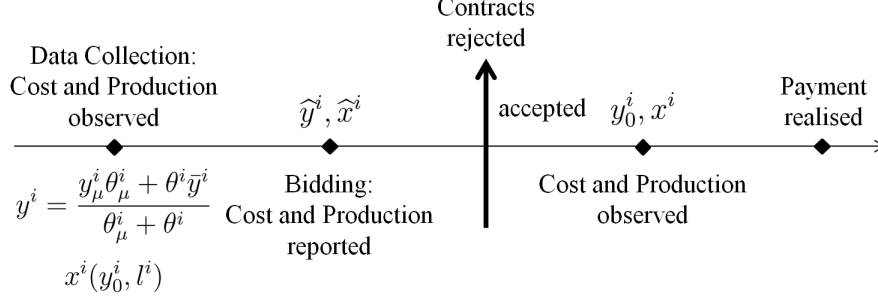 Contracts
rejected
Data Collection:
Cost and Production
observed
ŷ^i, x̂^i
accepted
y_0^i, x^i
Payment
realised
y^i = \frac{y_μ^i θ_μ^i + θ^i ȳ^i}{θ_μ^i + θ^i}
x^i(y_0^i, l^i)
Bidding:
Cost and Production
reported
Cost and Production
observed